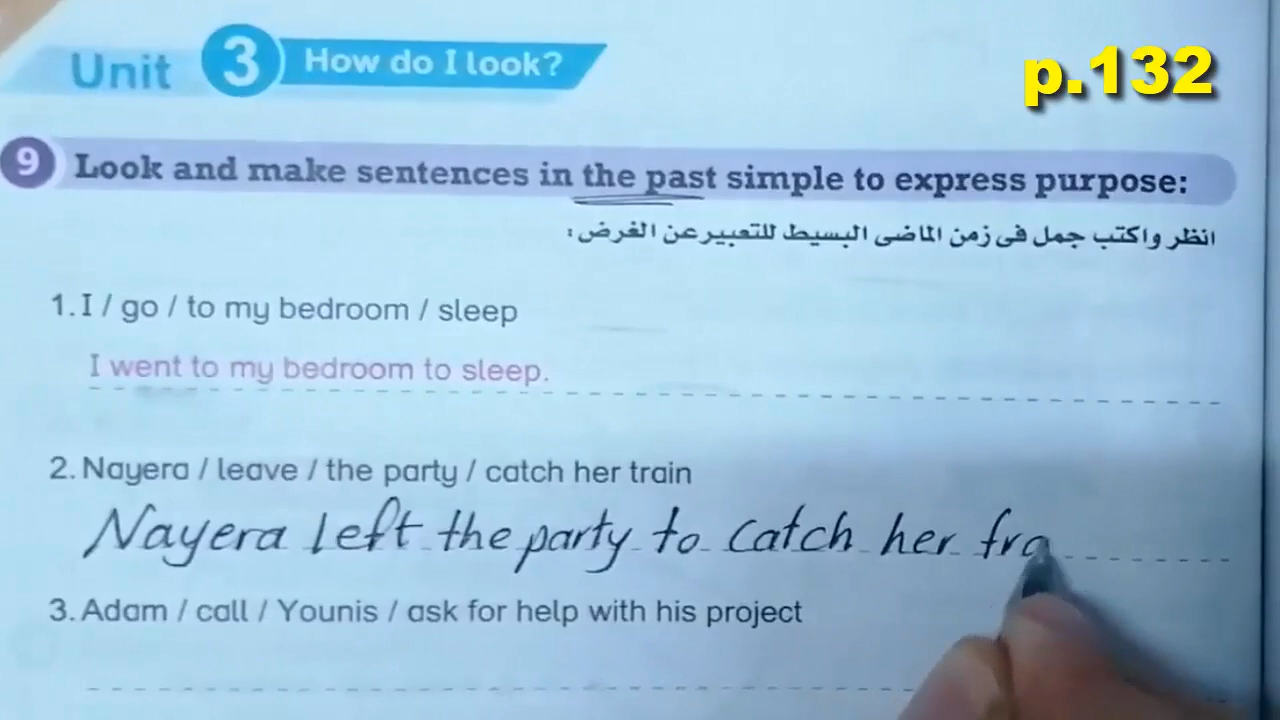 Unit 3 How do I look?
p.132
9 Look and make sentences in the past simple to express purpose:
انظر واكتب جمل فى زمن الماضى البسيط للتعبير عن الغرض:
1. I / go / to my bedroom / sleep
I went to my bedroom to sleep.
2. Nayera / leave / the party / catch her train
Nayera left the party to catch her tra
3. Adam / call / Younis / ask for help with his project